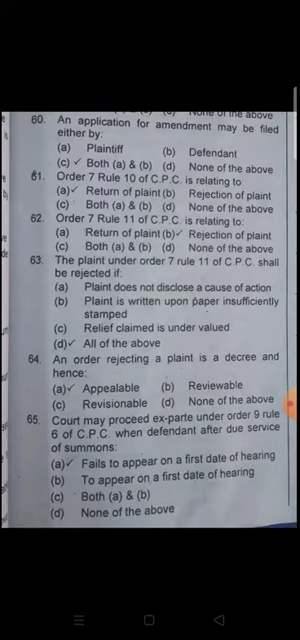 None of the above
60. An application for amendment may be filed
either by:
(a) Plaintiff (b) Defendant
(c) ✓ Both (a) & (b) (d) None of the above
61. Order 7 Rule 10 of C.P.C. is relating to
(a)✓ Return of plaint (b) Rejection of plaint
(c) Both (a) & (b) (d) None of the above
62. Order 7 Rule 11 of C.P.C. is relating to:
(a) Return of plaint (b)✓ Rejection of plaint
(c) Both (a) & (b) (d) None of the above
63. The plaint under order 7 rule 11 of C.P.C. shall
be rejected if:
(a) Plaint does not disclose a cause of action
(b) Plaint is written upon paper insufficiently
stamped
(c) Relief claimed is under valued
(d)✓ All of the above
64. An order rejecting a plaint is a decree and
hence:
(a)✓ Appealable (b) Reviewable
(c) Revisionable (d) None of the above
65. Court may proceed ex-parte under order 9 rule
6 of C.P.C. when defendant after due service
of summons:
(a)✓ Fails to appear on a first date of hearing
(b) To appear on a first date of hearing
(c) Both (a) & (b)
(d) None of the above